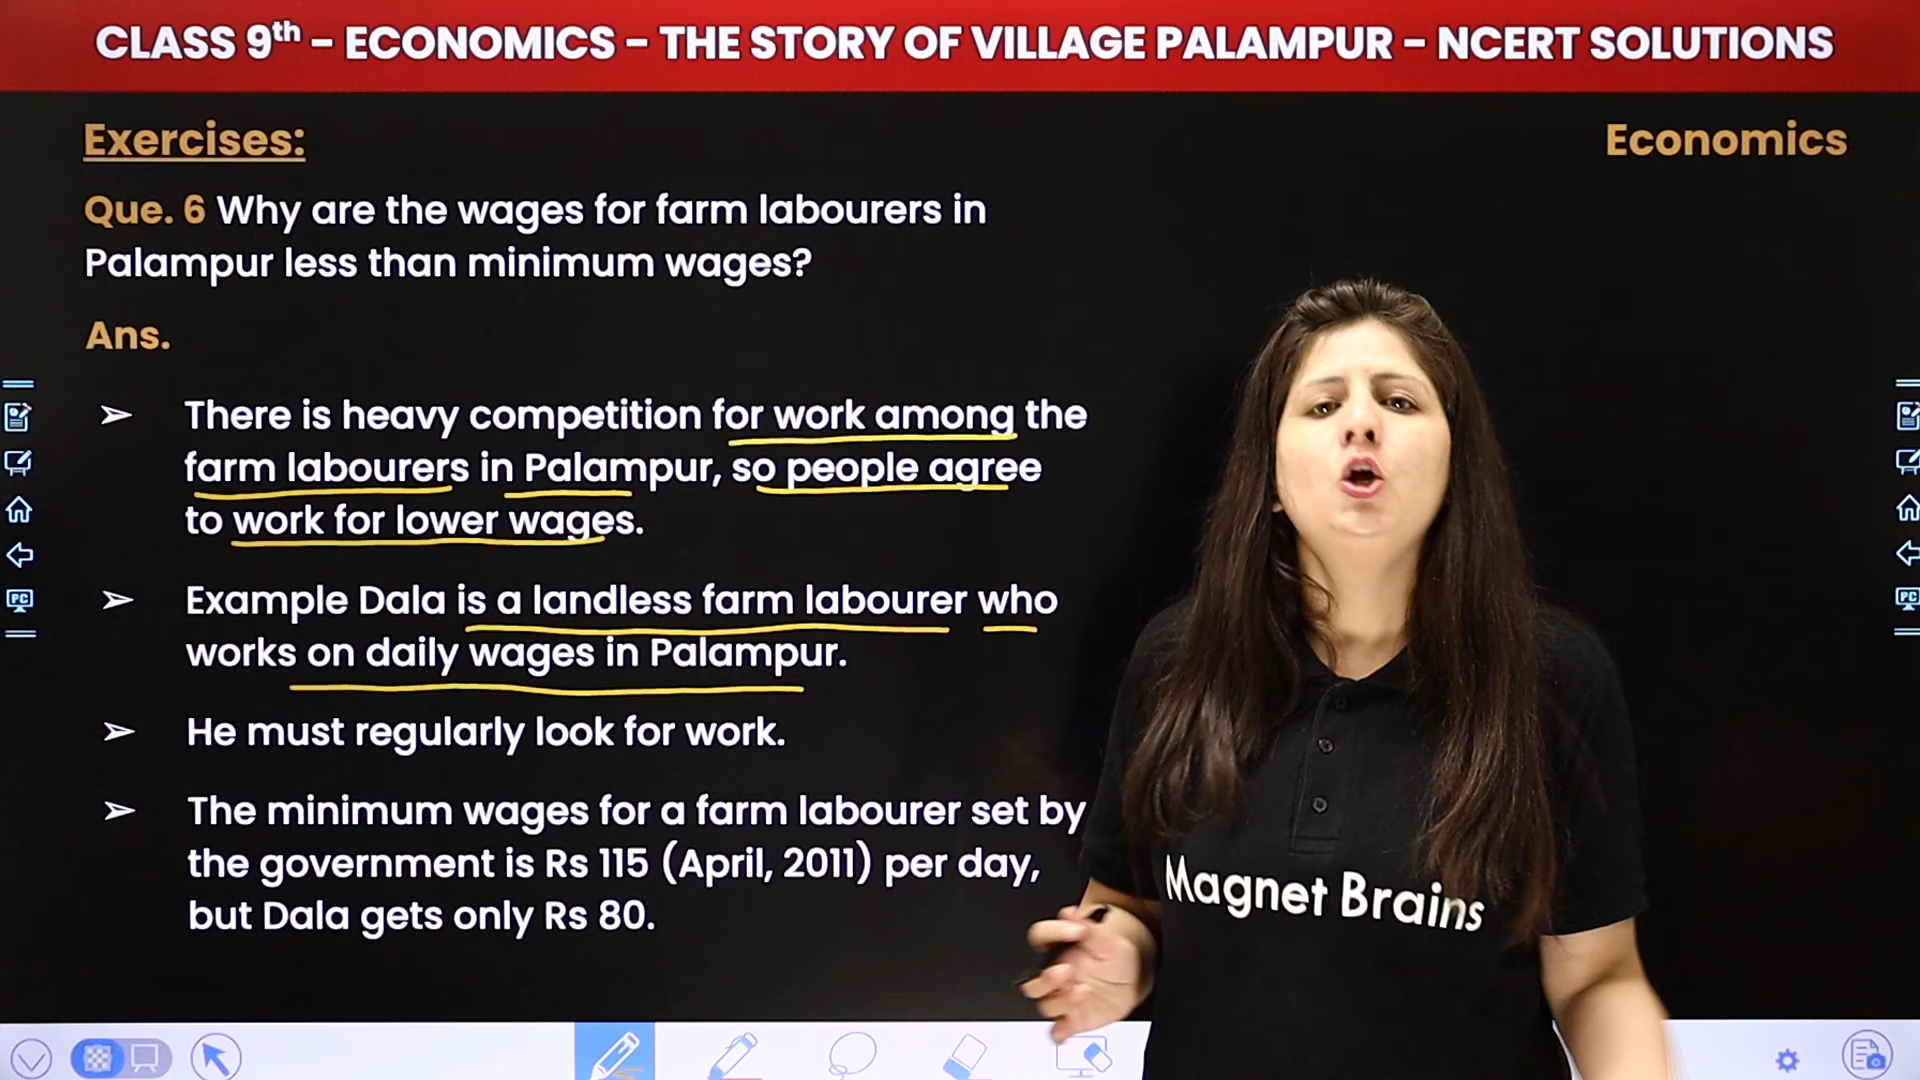 CLASS 9th - ECONOMICS - THE STORY OF VILLAGE PALAMPUR - NCERT SOLUTIONS
Exercises:
Economics
Que. 6 Why are the wages for farm labourers in
Palampur less than minimum wages?
Ans.
➢ There is heavy competition for work among the
farm labourers in Palampur, so people agree
to work for lower wages.
➢ Example Dala is a landless farm labourer who
works on daily wages in Palampur.
➢ He must regularly look for work.
➢ The minimum wages for a farm labourer set by
the government is Rs 115 (April, 2011) per day,
but Dala gets only Rs 80.
Magnet Brains
PC
PC